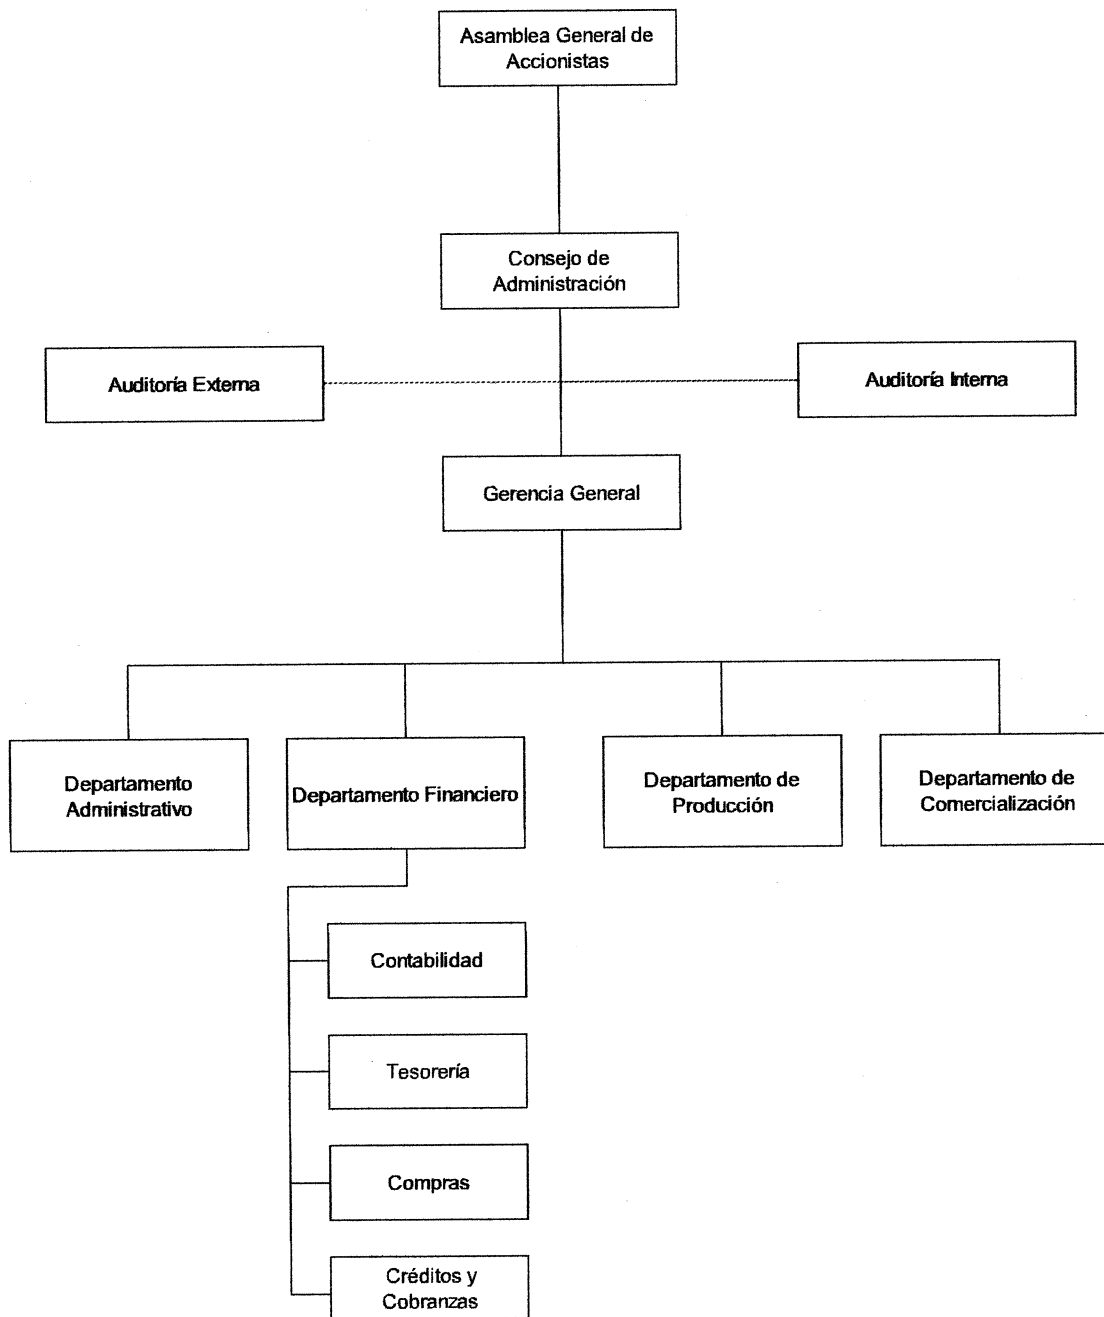 Asamblea General de
Accionistas
Consejo de
Administración
Auditoría Externa
Auditoría Interna
Gerencia General
Departamento
Administrativo
Departamento Financiero
Departamento de
Producción
Departamento de
Comercialización
Contabilidad
Tesorería
Compras
Créditos y
Cobranzas